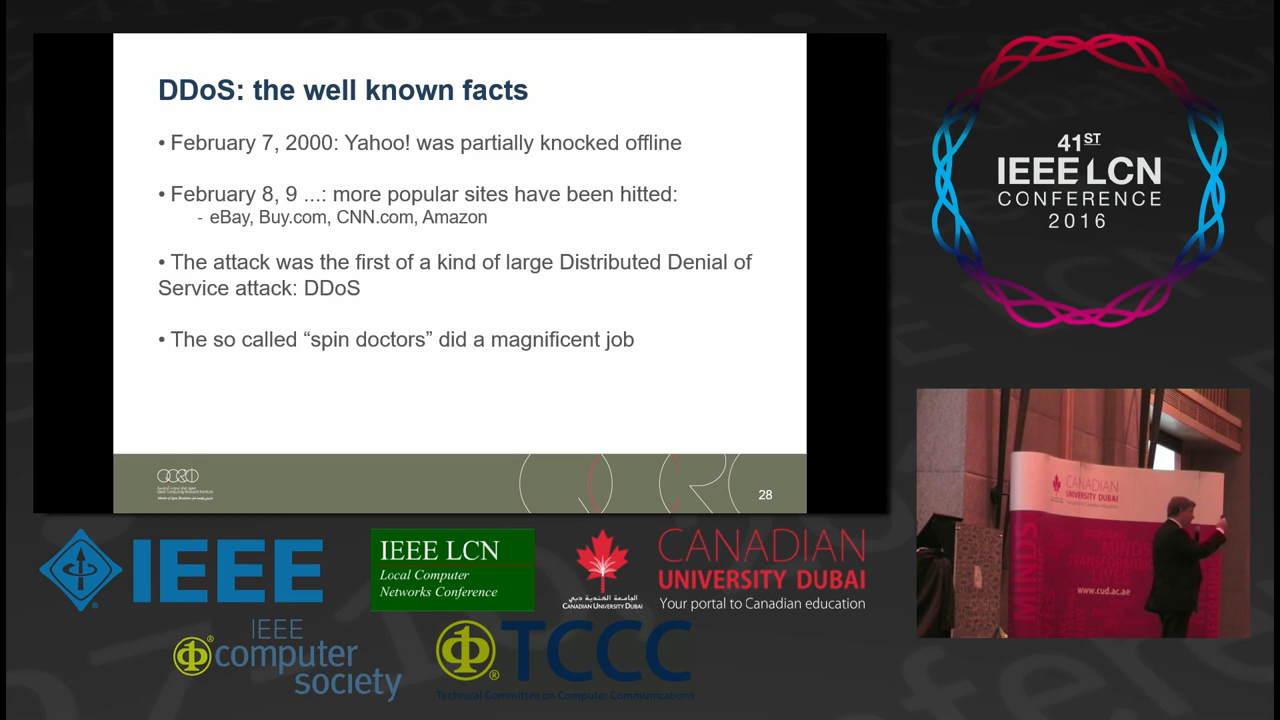 DDoS: the well known facts
• February 7, 2000: Yahoo! was partially knocked offline
• February 8, 9 ...: more popular sites have been hitted:
- eBay, Buy.com, CNN.com, Amazon
• The attack was the first of a kind of large Distributed Denial of
Service attack: DDoS
• The so called “spin doctors” did a magnificent job
28
41ST
IEEE LCN
CONFERENCE
2016
CANADIAN
UNIVERSITY DUBAI
www.cud.ac.ae
IEEE
IEEE LCN
Local Computer
Networks Conference
الجامعة الكندية دبي
CANADIAN UNIVERSITY DUBAI
CANADIAN
UNIVERSITY DUBAI
Your portal to Canadian education
IEEE
computer
society
TCCC
Technical Committee on Computer Communications